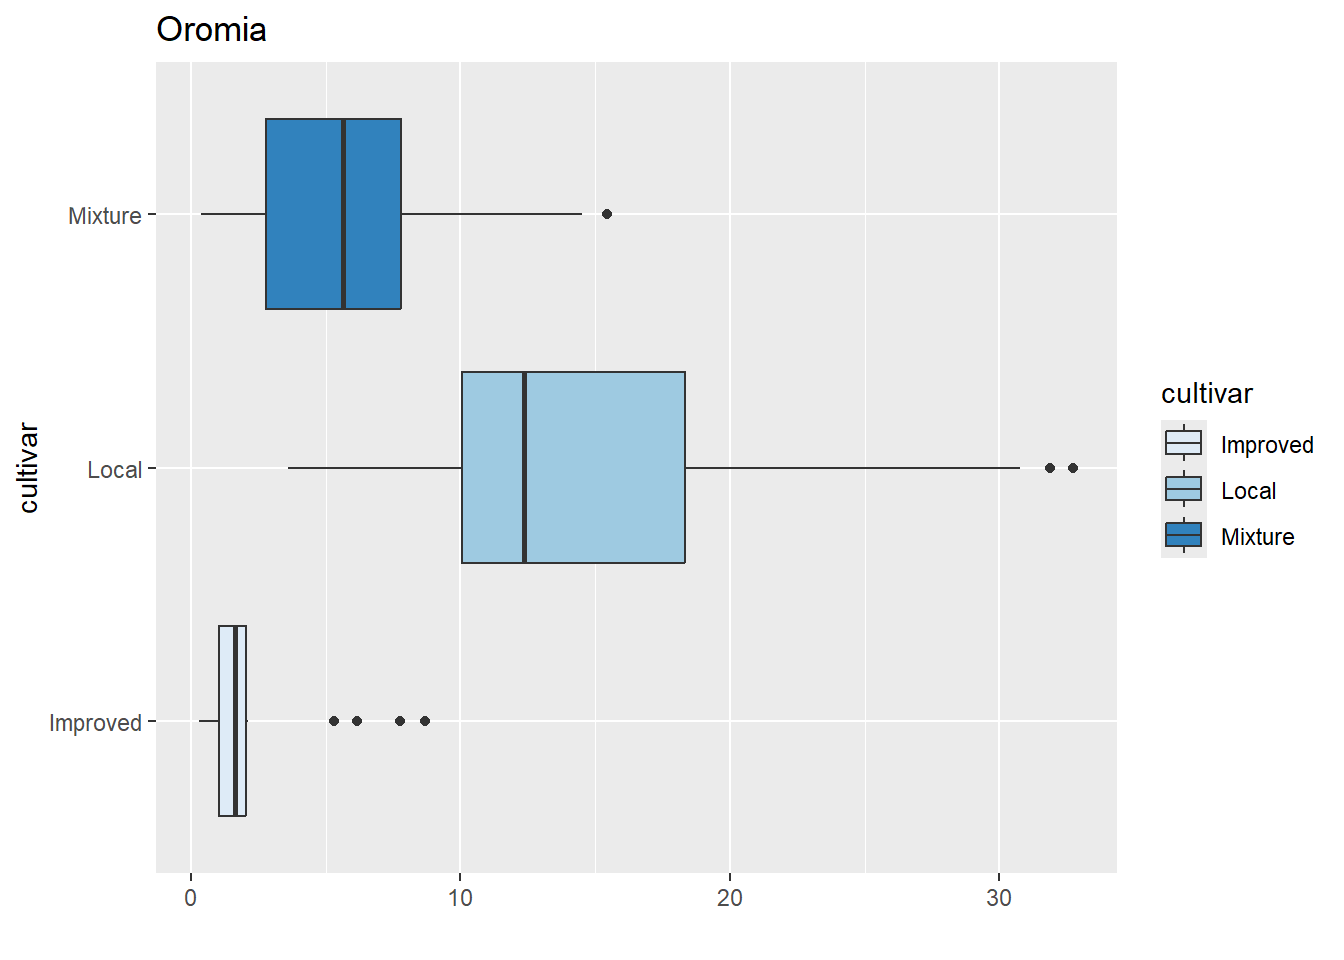 Oromia
cultivar
Mixture
Local
Improved
0 10 20 30
cultivar
Improved
Local
Mixture